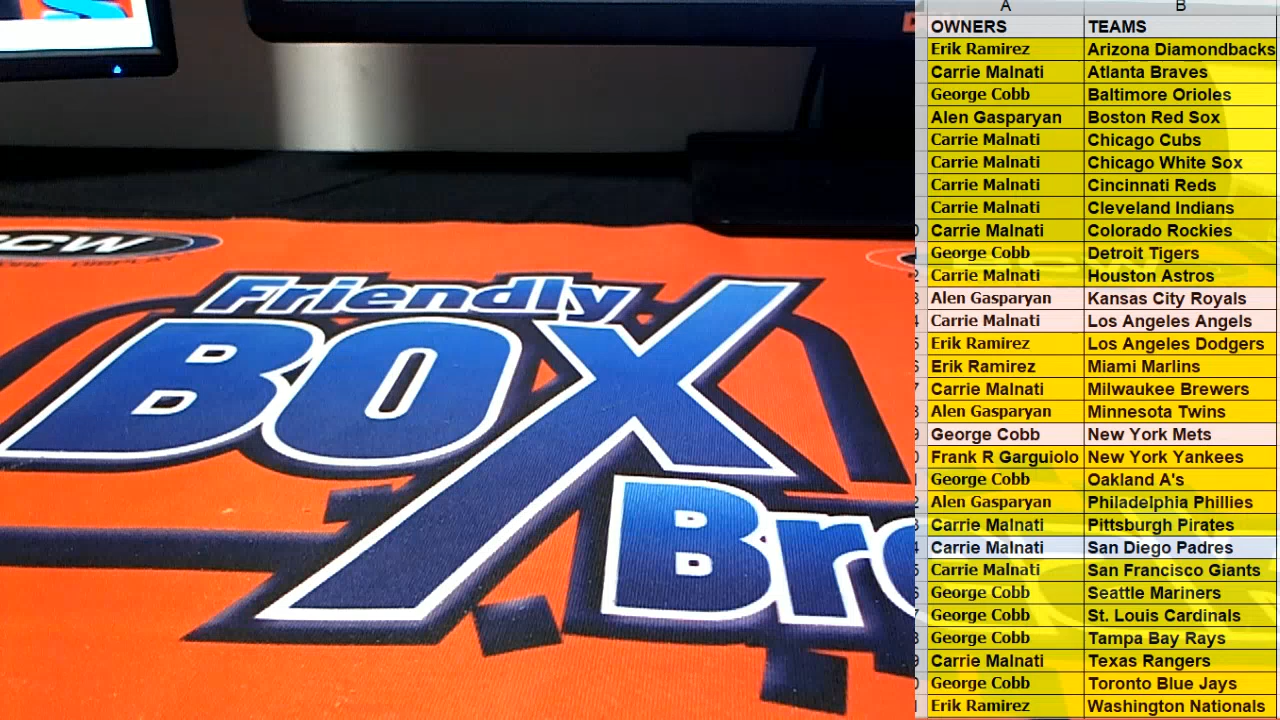 Friendly
BOX
Bre
A B
OWNERS TEAMS
Erik Ramirez Arizona Diamondbacks
Carrie Malnati Atlanta Braves
George Cobb Baltimore Orioles
Alen Gasparyan Boston Red Sox
Carrie Malnati Chicago Cubs
Carrie Malnati Chicago White Sox
Carrie Malnati Cincinnati Reds
Carrie Malnati Cleveland Indians
Carrie Malnati Colorado Rockies
George Cobb Detroit Tigers
Carrie Malnati Houston Astros
Alen Gasparyan Kansas City Royals
Carrie Malnati Los Angeles Angels
Erik Ramirez Los Angeles Dodgers
Erik Ramirez Miami Marlins
Carrie Malnati Milwaukee Brewers
Alen Gasparyan Minnesota Twins
George Cobb New York Mets
Frank R Garguiolo New York Yankees
George Cobb Oakland A's
Alen Gasparyan Philadelphia Phillies
Carrie Malnati Pittsburgh Pirates
Carrie Malnati San Diego Padres
Carrie Malnati San Francisco Giants
George Cobb Seattle Mariners
George Cobb St. Louis Cardinals
George Cobb Tampa Bay Rays
Carrie Malnati Texas Rangers
George Cobb Toronto Blue Jays
Erik Ramirez Washington Nationals